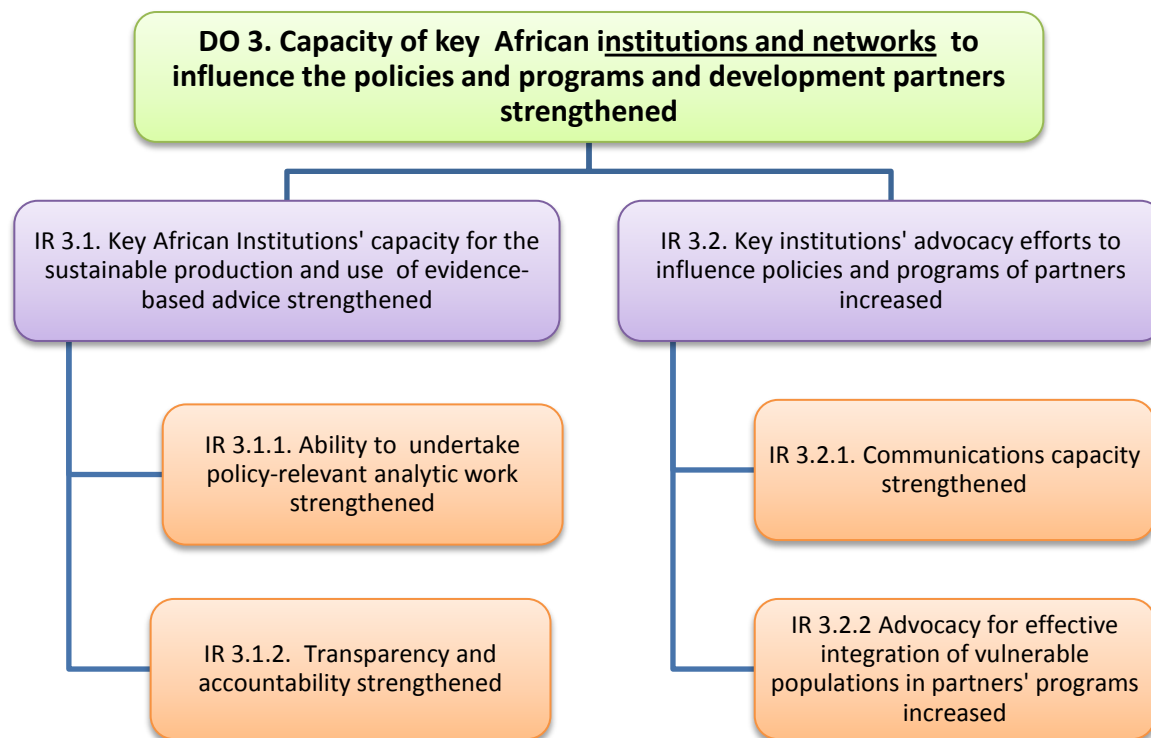 DO 3. Capacity of key African institutions and networks to
influence the policies and programs and development partners
strengthened
IR 3.1. Key African Institutions' capacity for the
sustainable production and use of evidence-
based advice strengthened
IR 3.2. Key institutions' advocacy efforts to
influence policies and programs of partners
increased
IR 3.1.1. Ability to undertake
policy-relevant analytic work
strengthened
IR 3.2.1. Communications capacity
strengthened
IR 3.1.2. Transparency and
accountability strengthened
IR 3.2.2 Advocacy for effective
integration of vulnerable
populations in partners' programs
increased